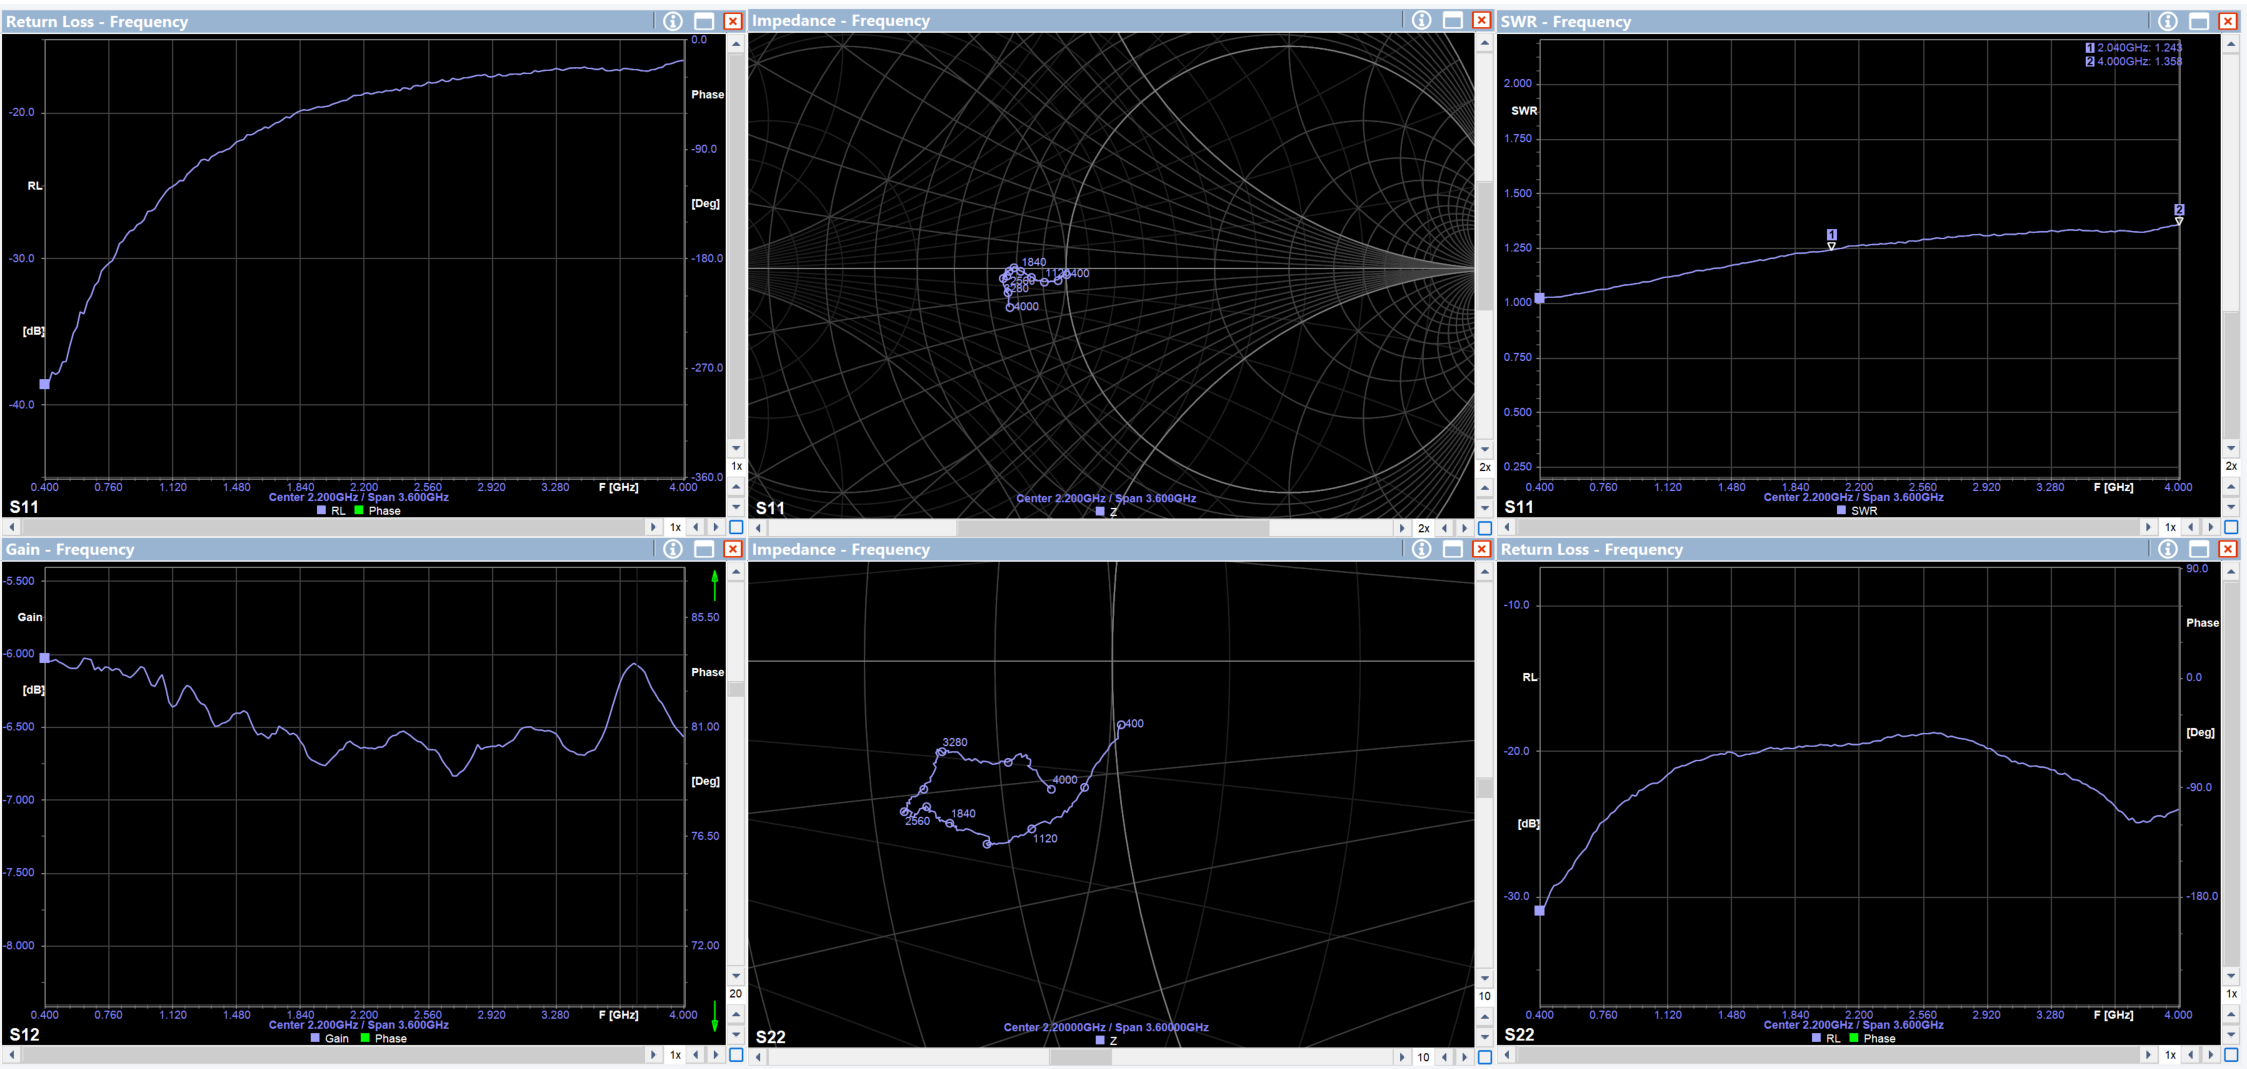 Return Loss - Frequency
0.0
Phase
-20.0
-90.0
RL
[Deg]
-30.0
-180.0
[dB]
-270.0
-40.0
-360.0
1x
0.400 0.760 1.120 1.480 1.840 2.200 2.560 2.920 3.280 F [GHz] 4.000
Center 2.200GHz / Span 3.600GHz
S11
RL Phase
1x
Impedance - Frequency
1840
1120 400
2560
3280
4000
2x
Center 2.200GHz / Span 3.600GHz
S11
Z
2x
SWR - Frequency
1 2.040GHz: 1.243
2 4.000GHz: 1.358
2.000
SWR
1.750
1.500
2
1
1.250
1.000
0.750
0.500
0.250
2x
0.400 0.760 1.120 1.480 1.840 2.200 2.560 2.920 3.280 F [GHz] 4.000
Center 2.200GHz / Span 3.600GHz
S11
SWR
1x
Gain - Frequency
-5.500
Gain
85.50
-6.000
Phase
[dB]
-6.500
81.00
[Deg]
-7.000
76.50
-7.500
-8.000
72.00
20
0.400 0.760 1.120 1.480 1.840 2.200 2.560 2.920 3.280 F [GHz] 4.000
Center 2.200GHz / Span 3.600GHz
S12
Gain Phase
1x
Impedance - Frequency
400
3280
4000
2560
1840
1120
10
Center 2.20000GHz / Span 3.60000GHz
S22
Z
10
Return Loss - Frequency
90.0
-10.0
Phase
RL
0.0
-20.0
[Deg]
-90.0
[dB]
-30.0
-180.0
1x
0.400 0.760 1.120 1.480 1.840 2.200 2.560 2.920 3.280 F [GHz] 4.000
Center 2.200GHz / Span 3.600GHz
S22
RL Phase
1x